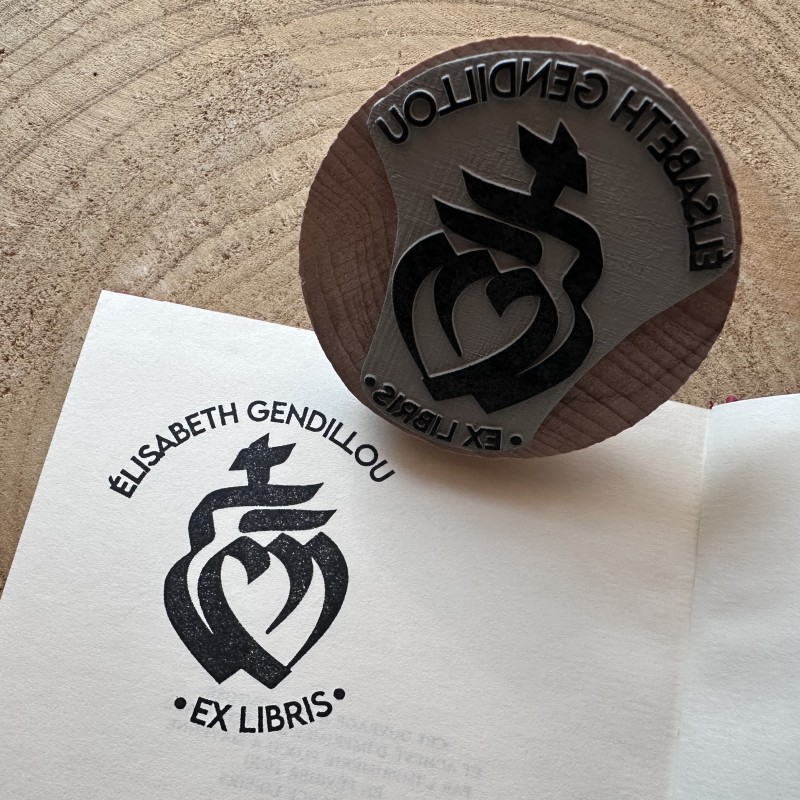 ÉLISABETH GENDILLOU
EX LIBRIS
ÉLISABETH GENDILLOU
• EX LIBRIS •